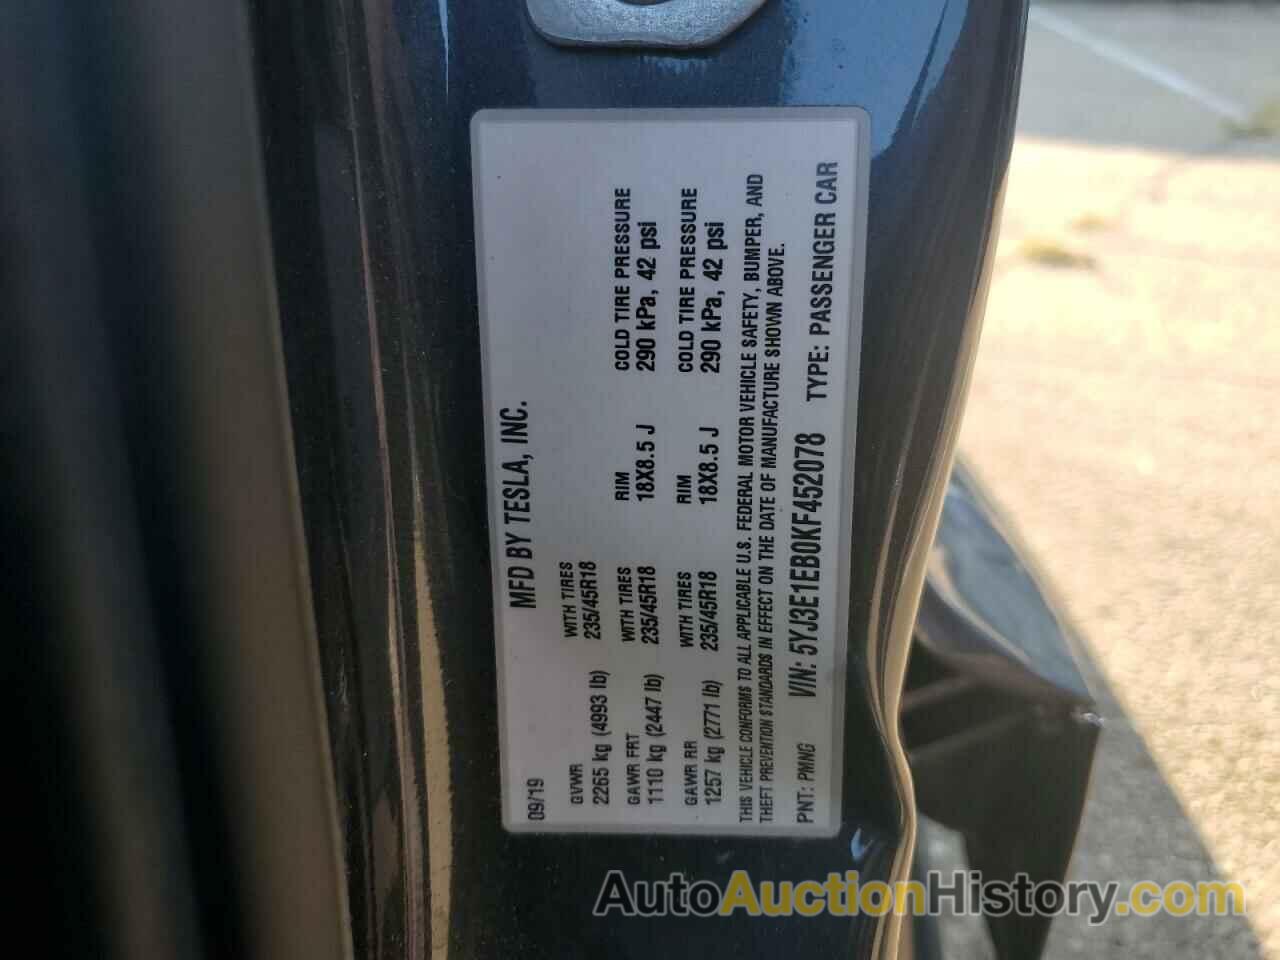 MFD BY TESLA, INC.
09/19
GVWR WITH TIRES
2265 kg (4993 lb) 235/45R18
GAWR FRT WITH TIRES RIM COLD TIRE PRESSURE
1110 kg (2447 lb) 235/45R18 18X8.5 J 290 kPa, 42 psi
GAWR RR WITH TIRES RIM COLD TIRE PRESSURE
1257 kg (2771 lb) 235/45R18 18X8.5 J 290 kPa, 42 psi
THIS VEHICLE CONFORMS TO ALL APPLICABLE U.S. FEDERAL MOTOR VEHICLE SAFETY, BUMPER, AND
THEFT PREVENTION STANDARDS IN EFFECT ON THE DATE OF MANUFACTURE SHOWN ABOVE.
PNT: PMNG VIN: 5YJ3E1EB0KF452078 TYPE: PASSENGER CAR
AutoAuctionHistory.com